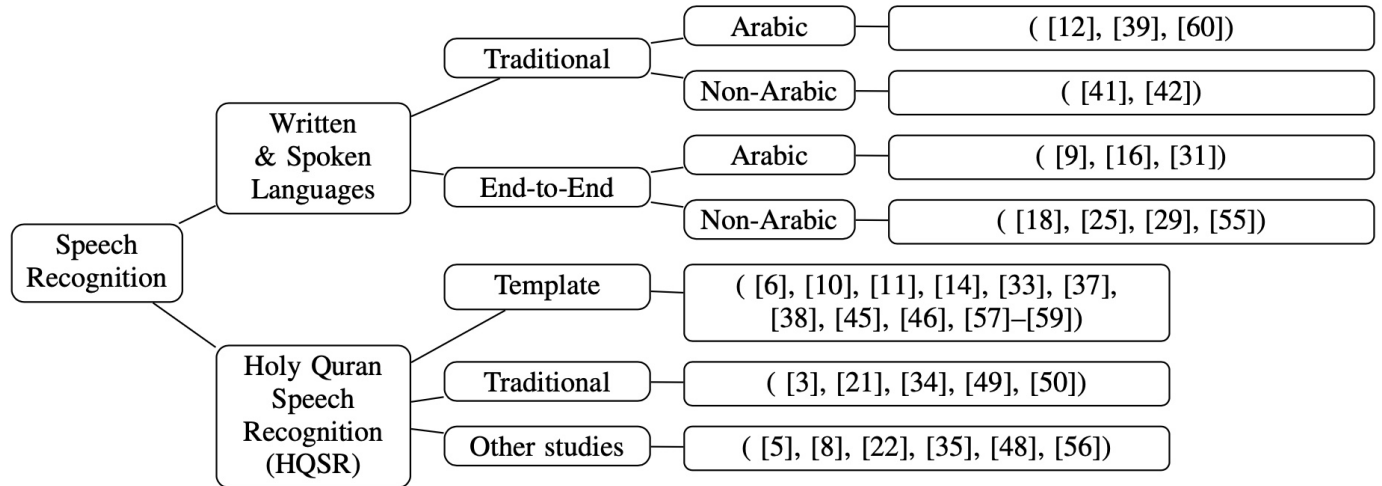 Speech
Recognition
Written
& Spoken
Languages
Traditional
Arabic
( [12], [39], [60])
Non-Arabic
( [41], [42])
End-to-End
Arabic
( [9], [16], [31])
Non-Arabic
( [18], [25], [29], [55])
Holy Quran
Speech
Recognition
(HQSR)
Template
( [6], [10], [11], [14], [33], [37],
[38], [45], [46], [57]–[59])
Traditional
( [3], [21], [34], [49], [50])
Other studies
( [5], [8], [22], [35], [48], [56])